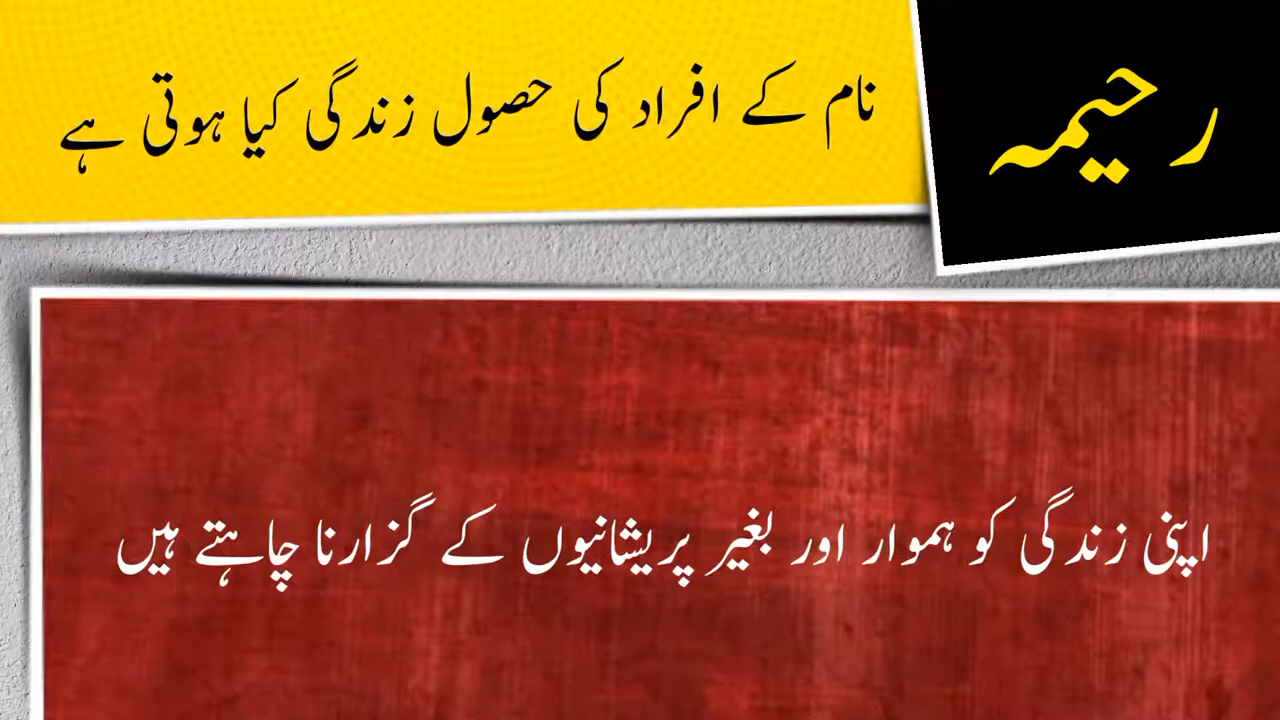 رحیمہ
نام کے افراد کی حصول زندگی کیا ہوتی ہے
اپنی زندگی کو ہموار اور بغیر پریشانیوں کے گزارنا چاہتے ہیں